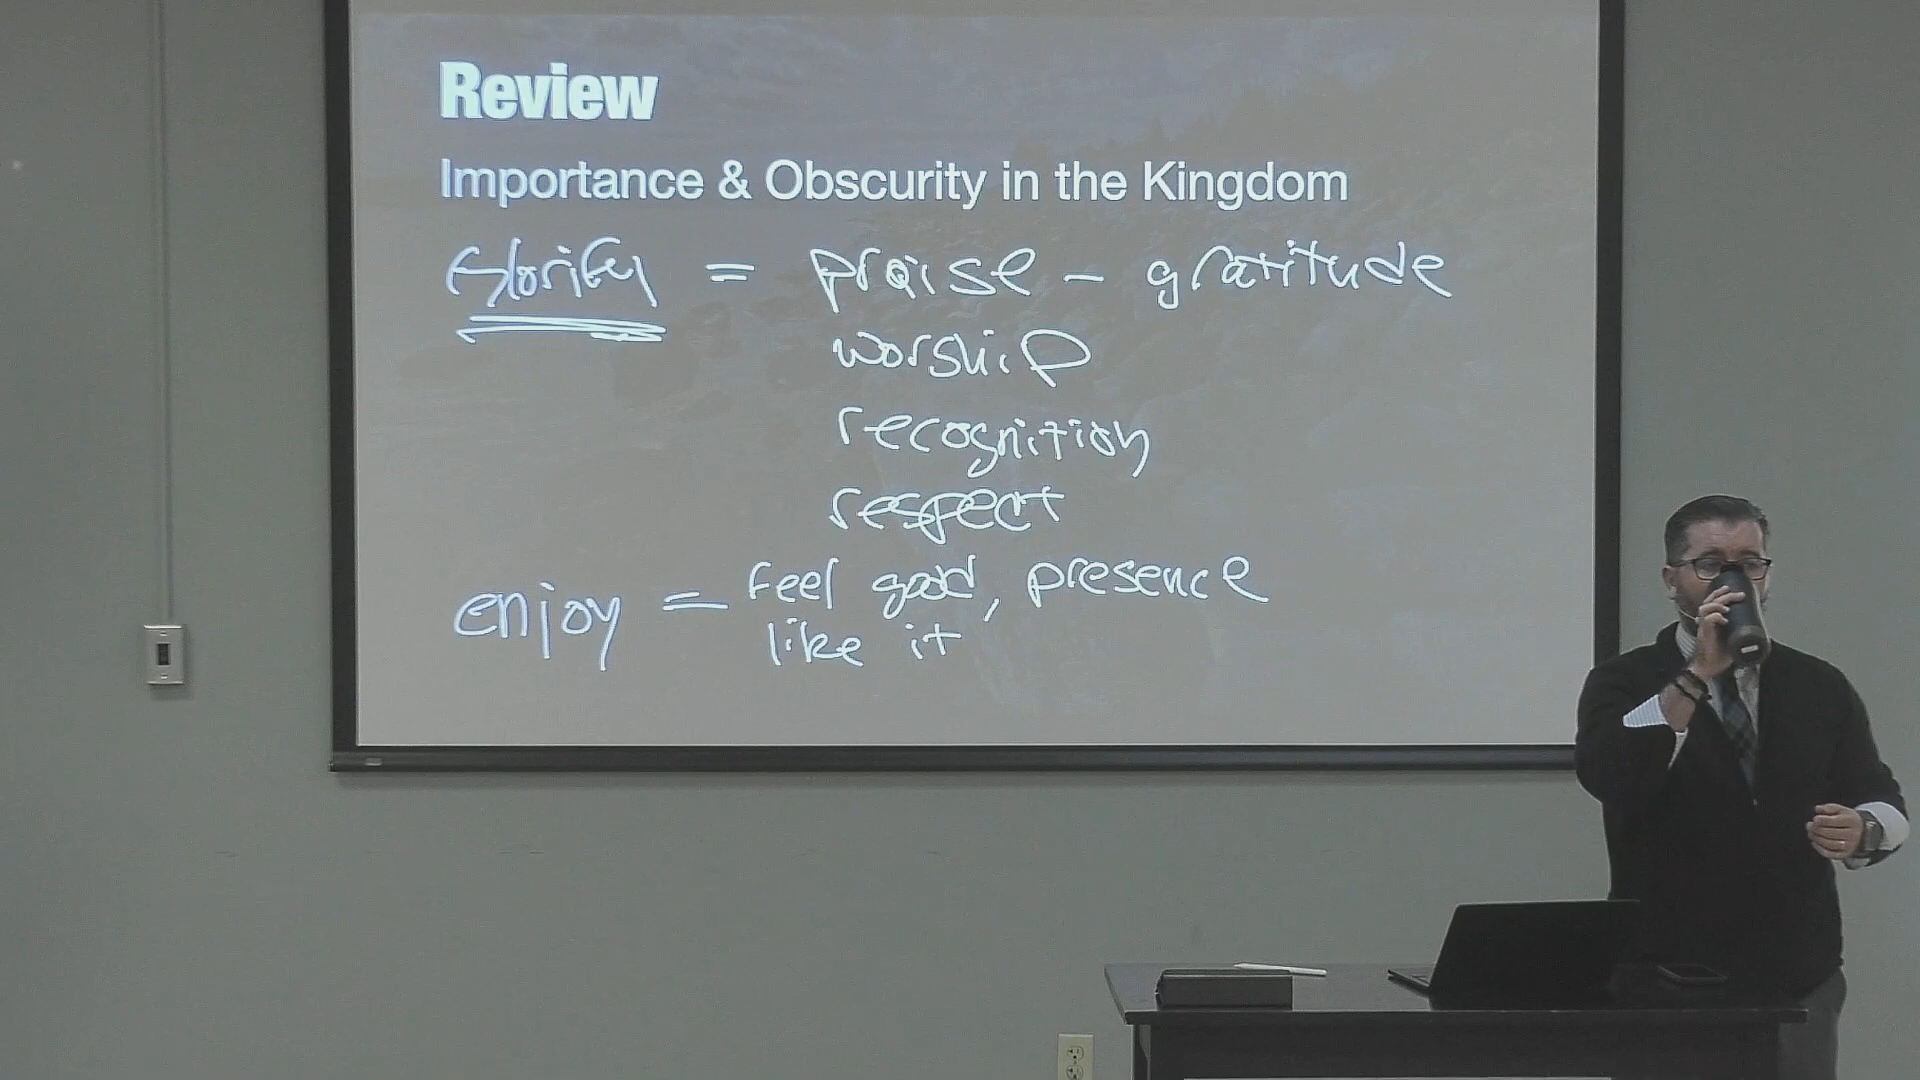 Review
Importance & Obscurity in the Kingdom
Glorify = praise - gratitude
worship
recognition
respect
enjoy = feel good, presence
like it